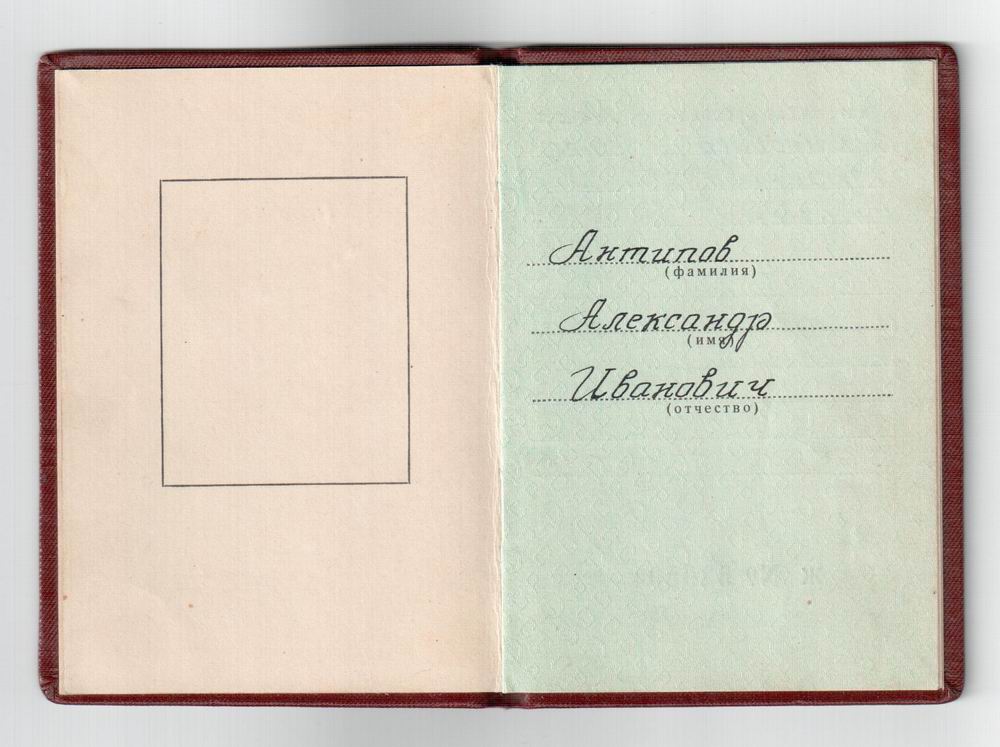 Антипов
(фамилия)
Александр
(имя)
Иванович
(отчество)